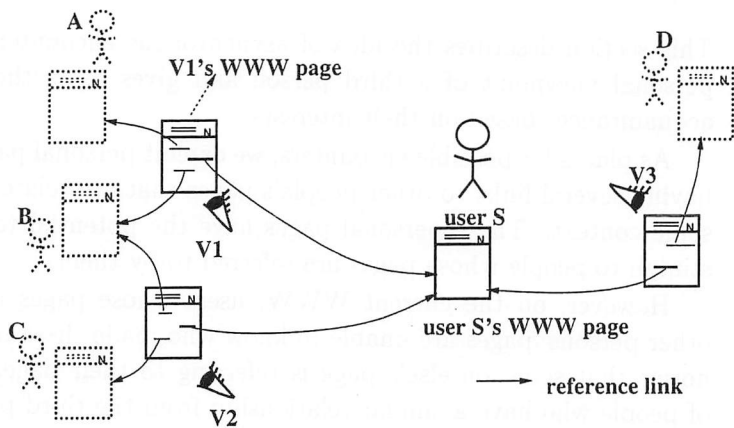 A
D
V1's WWW page
N
N
N
V3
B
N
V1
user S
N
N
N
user S's WWW page
C
N
V2
reference link